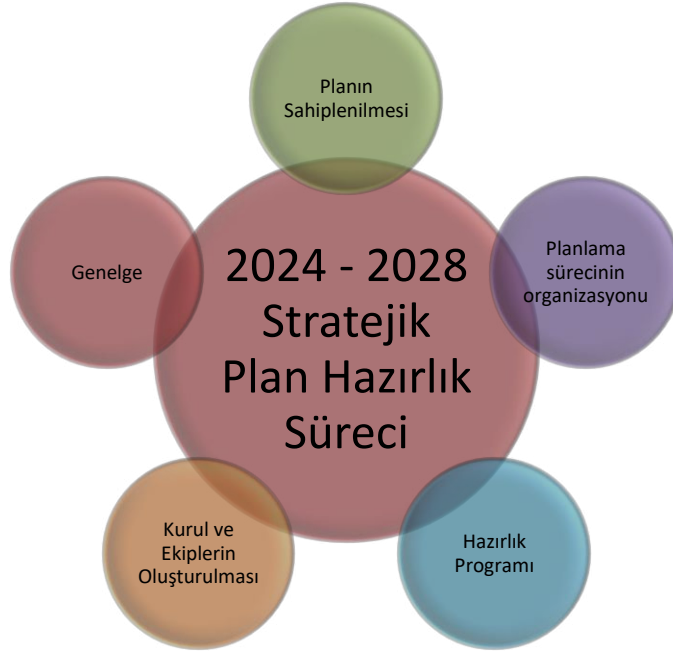 Planın
Sahiplenilmesi
Planlama
sürecinin
organizasyonu
Hazırlık
Programı
Kurul ve
Ekiplerin
Oluşturulması
Genelge
2024 - 2028
Stratejik
Plan Hazırlık
Süreci